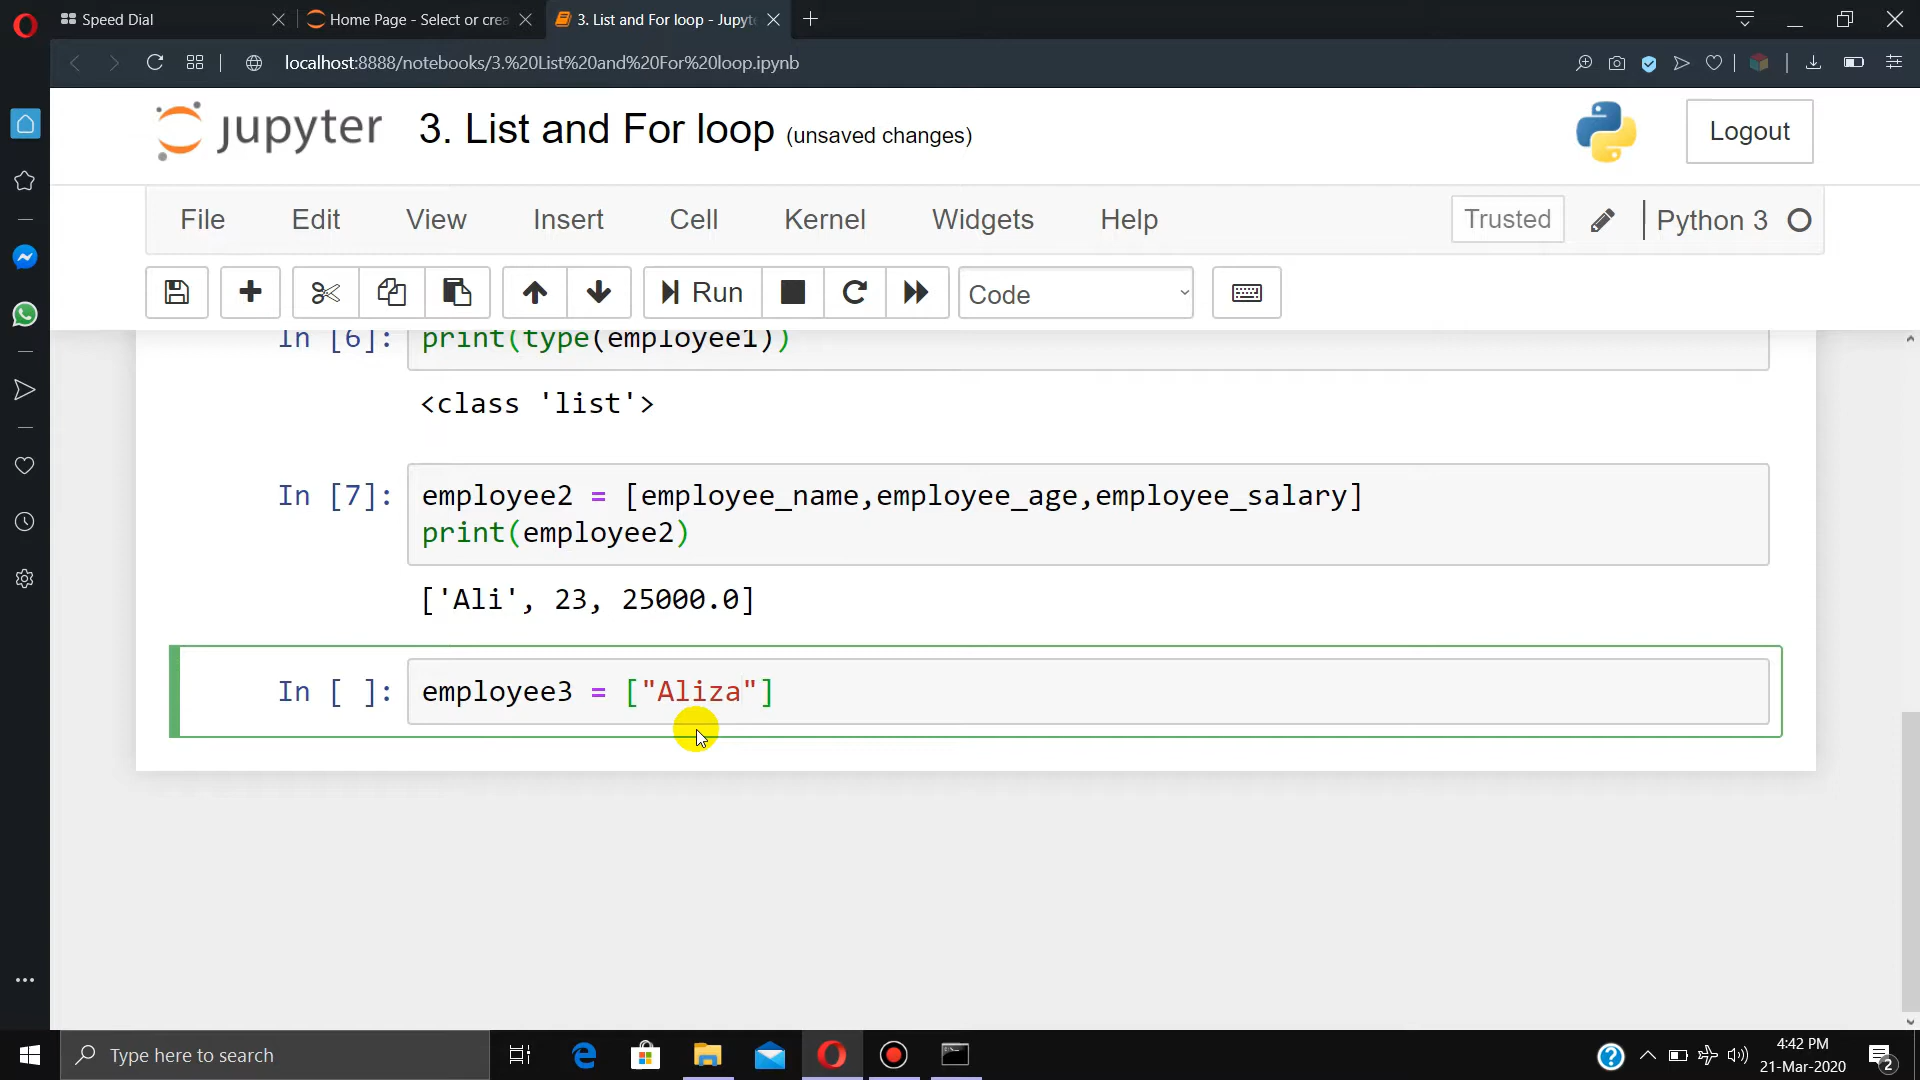 Speed Dial
Home Page - Select or crea
3. List and For loop - Jupyt
localhost:8888/notebooks/3.%20List%20and%20For%20loop.ipynb
jupyter 3. List and For loop (unsaved changes)
Logout
File Edit View Insert Cell Kernel Widgets Help
Trusted
Python 3
Run
Code
In [6]: print(type(employee1))
<class 'list'>
In [7]: employee2 = [employee_name,employee_age,employee_salary]
print(employee2)
['Ali', 23, 25000.0]
In [ ]: employee3 = ["Aliza"]
Type here to search
4:42 PM
21-Mar-2020
2